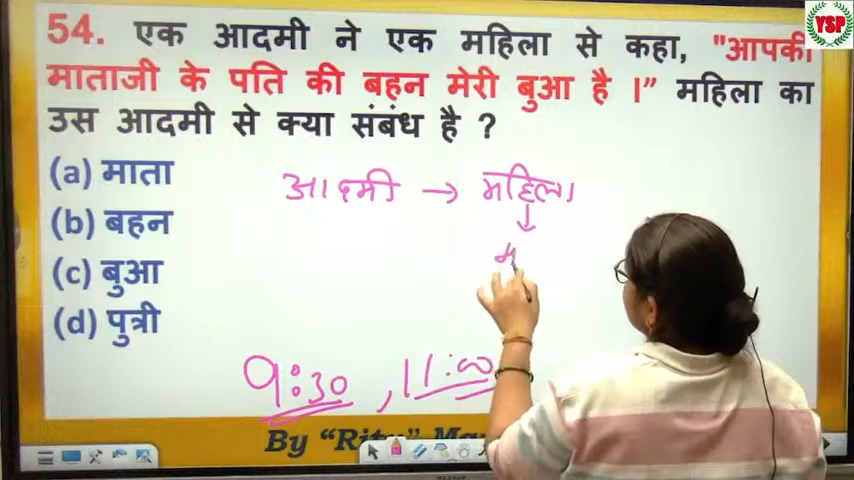 54. एक आदमी ने एक महिला से कहा, "आपकी
माताजी के पति की बहन मेरी बुआ है ।” महिला का
उस आदमी से क्या संबंध है ?
(a) माता
(b) बहन
(c) बुआ
(d) पुत्री
आदमी → महिला
↓
म
9:30 , 11:00
By
YSP